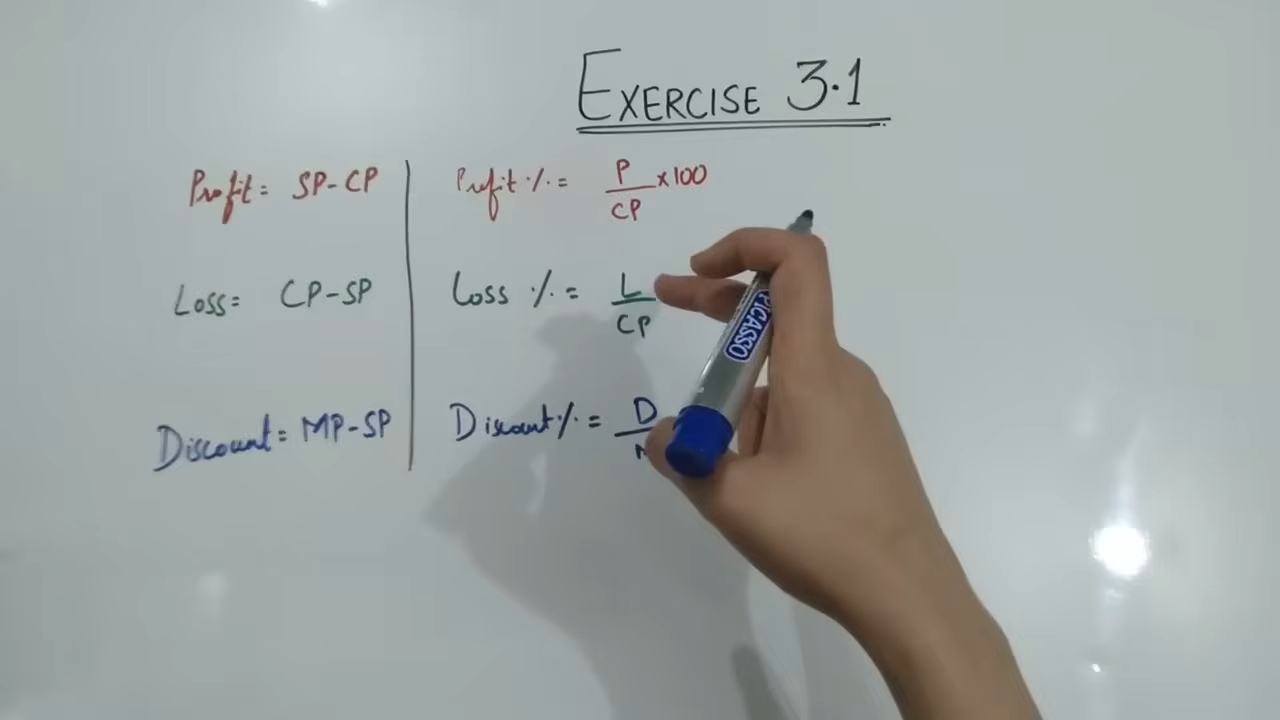 EXERCISE 3.1
Profit = SP-CP
Profit % = P/CP x100
Loss = CP-SP
Loss % = L/CP
Discount = MP-SP
Discount % = D
PICASSO